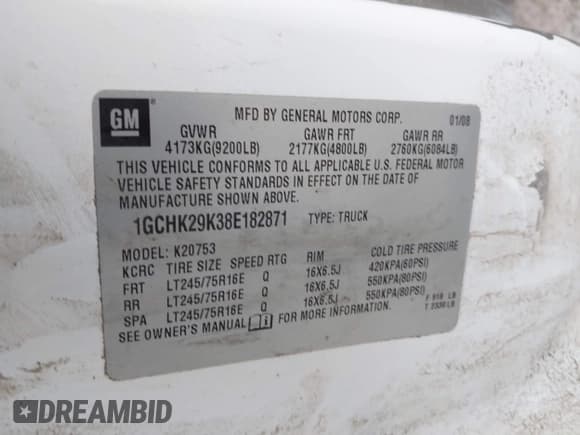 GM ®
MFD BY GENERAL MOTORS CORP. 01/08
GVWR GAWR FRT GAWR RR
4173KG(9200LB) 2177KG(4800LB) 2760KG(6084LB)
THIS VEHICLE CONFORMS TO ALL APPLICABLE U.S. FEDERAL MOTOR
VEHICLE SAFETY STANDARDS IN EFFECT ON THE DATE OF
MANUFACTURE SHOWN ABOVE.
1GCHK29K38E182871 TYPE: TRUCK
MODEL: K20753
KCRC TIRE SIZE SPEED RTG RIM COLD TIRE PRESSURE
FRT LT245/75R16E Q 16X6.5J 420KPA(60PSI)
RR LT245/75R16E Q 16X6.5J 550KPA(80PSI)
SPA LT245/75R16E Q 16X6.5J 550KPA(80PSI)
SEE OWNER'S MANUAL FOR MORE INFORMATION.
DREAMBID